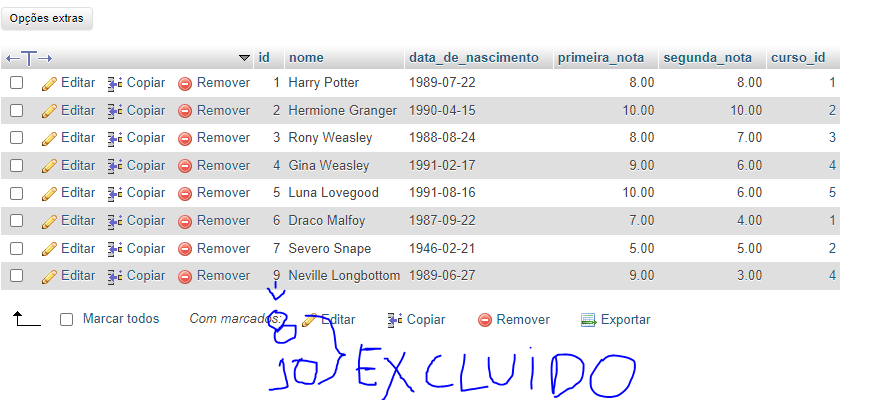 Opções extras
id nome data_de_nascimento primeira_nota segunda_nota curso_id
Editar Copiar Remover 1 Harry Potter 1989-07-22 8.00 8.00 1
Editar Copiar Remover 2 Hermione Granger 1990-04-15 10.00 10.00 2
Editar Copiar Remover 3 Rony Weasley 1988-08-24 8.00 7.00 3
Editar Copiar Remover 4 Gina Weasley 1991-02-17 9.00 6.00 4
Editar Copiar Remover 5 Luna Lovegood 1991-08-16 10.00 6.00 5
Editar Copiar Remover 6 Draco Malfoy 1987-09-22 7.00 4.00 1
Editar Copiar Remover 7 Severo Snape 1946-02-21 5.00 5.00 2
Editar Copiar Remover 9 Neville Longbottom 1989-06-27 9.00 3.00 4
Marcar todos Com marcados: Editar Copiar Remover Exportar
8
10 EXCLUIDO